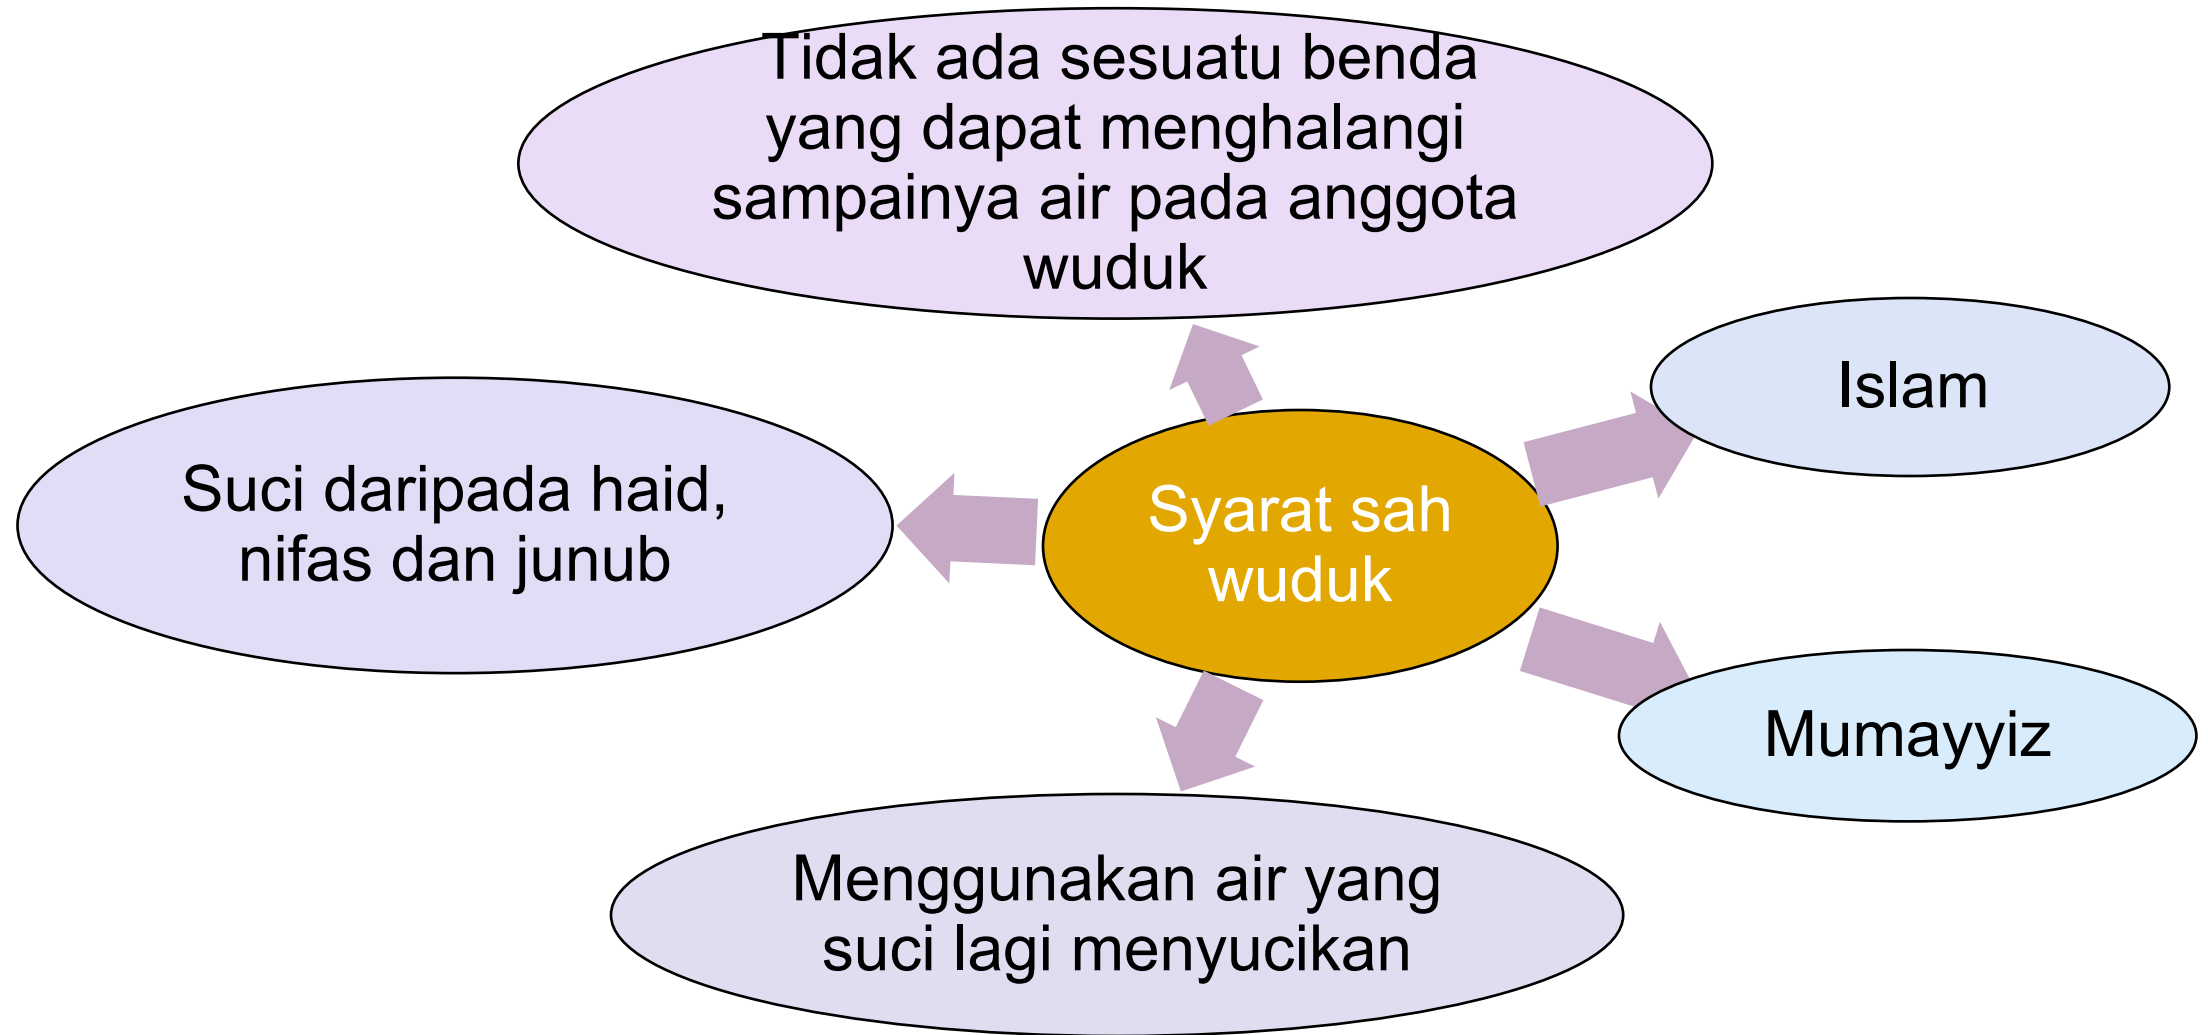 Tidak ada sesuatu benda
yang dapat menghalangi
sampainya air pada anggota
wuduk
Islam
Suci daripada haid,
nifas dan junub
Syarat sah
wuduk
Mumayyiz
Menggunakan air yang
suci lagi menyucikan